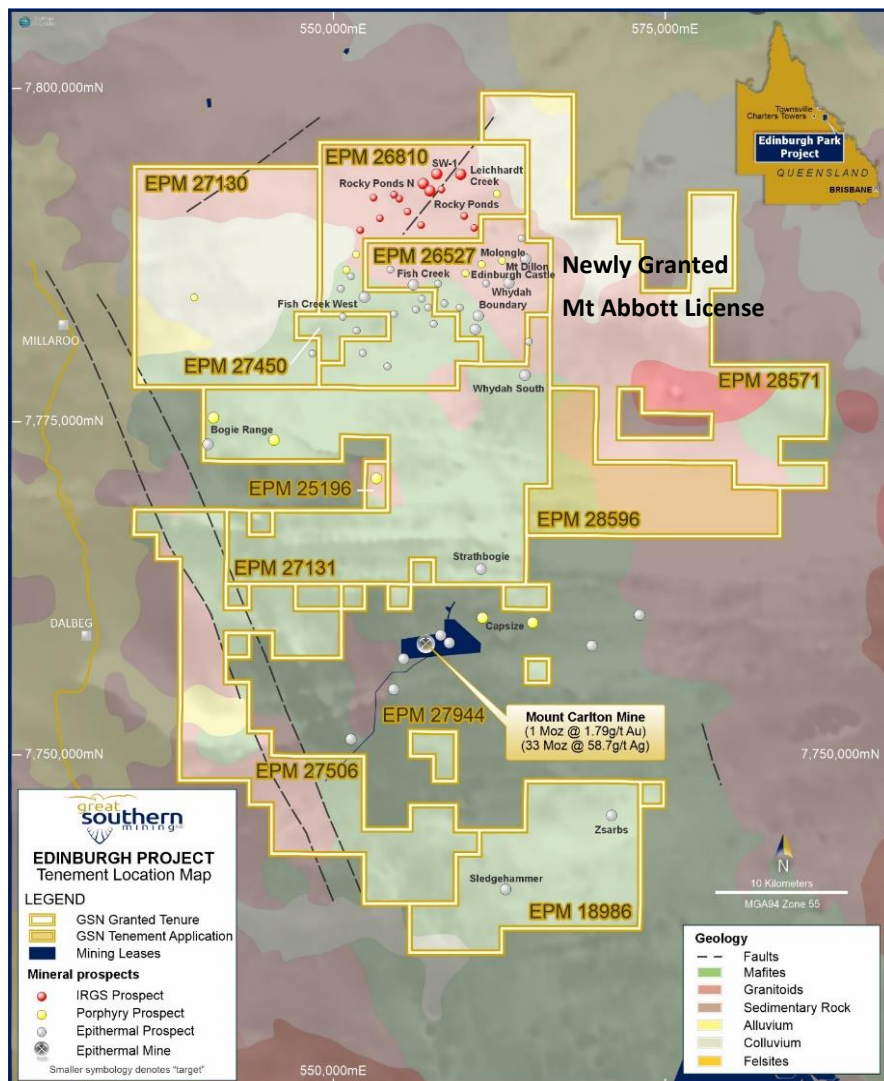 550,000mE
575,000mE
7,800,000mN
Townsville
Charters Towers
Edinburgh Park
Project
QUEENSLAND
BRISBANE
EPM 26810
EPM 27130
SW-1
Leichhardt
Creek
Rocky Ponds N
Rocky Ponds
EPM 26527
Molongle
Mt Dillon
Fish Creek
Edinburgh Castle
Whydah
Fish Creek West
Boundary
Newly Granted
Mt Abbott License
MILLAROO
EPM 27450
Whydah South
EPM 28571
7,775,000mN
Bogie Range
EPM 25196
EPM 28596
Strathbogie
EPM 27131
DALBEG
Capsize
EPM 27944
Mount Carlton Mine
(1 Moz @ 1.79g/t Au)
(33 Moz @ 58.7g/t Ag)
7,750,000mN
7,750,000mN
EPM 27506
Zsarbs
Sledgehammer
EPM 18986
great
southern
mining
EDINBURGH PROJECT
Tenement Location Map
LEGEND
GSN Granted Tenure
GSN Tenement Application
Mining Leases
Mineral prospects
IRGS Prospect
Porphyry Prospect
Epithermal Prospect
Epithermal Mine
Smaller symbology denotes "target"
N
10 Kilometers
MGA94 Zone 55
Geology
Faults
Mafites
Granitoids
Sedimentary Rock
Alluvium
Colluvium
Felsites
550,000mE